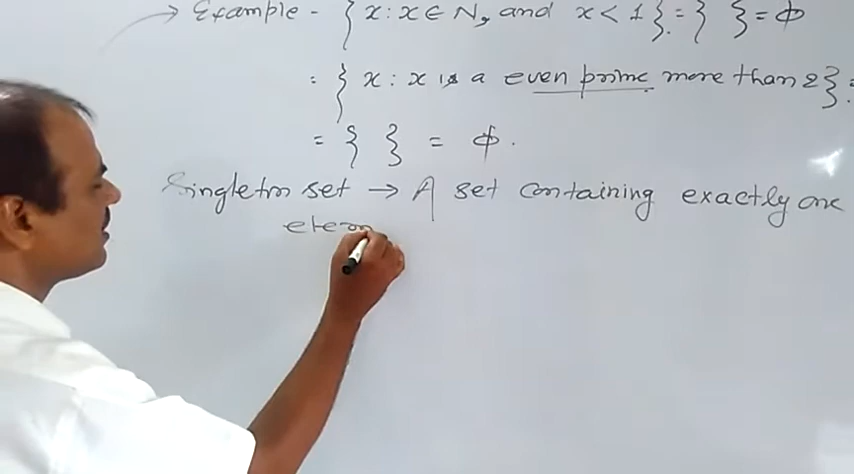 → Example - { x : x ∈ N, and x < 1 } = { } = ϕ
= { x : x is a even prime more than 2 } =
= { } = ϕ.
Singleton set → A set containing exactly one
elem